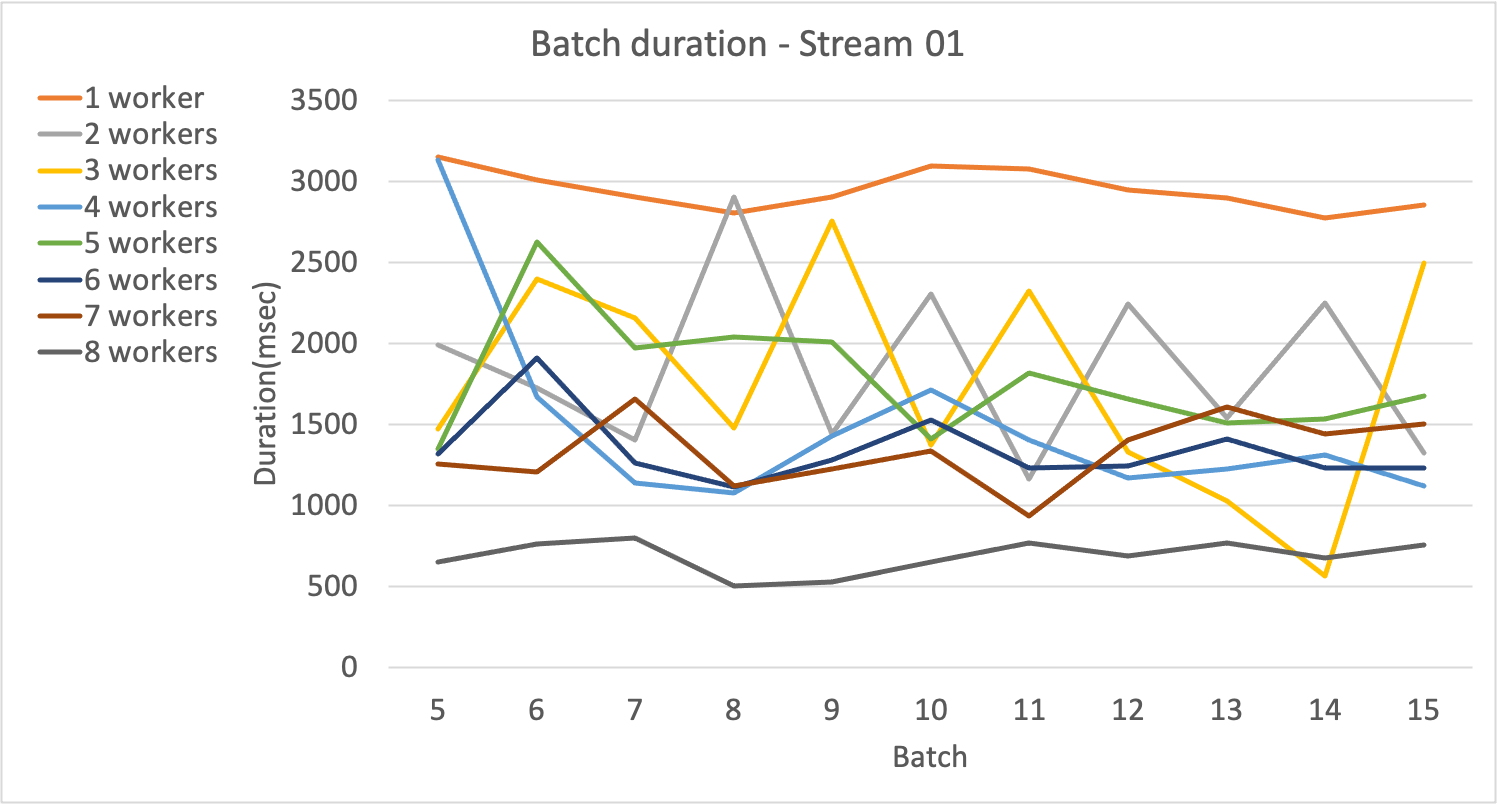 Batch duration - Stream 01
1 worker
2 workers
3 workers
4 workers
5 workers
6 workers
7 workers
8 workers
Duration(msec)
3500
3000
2500
2000
1500
1000
500
0
5 6 7 8 9 10 11 12 13 14 15
Batch